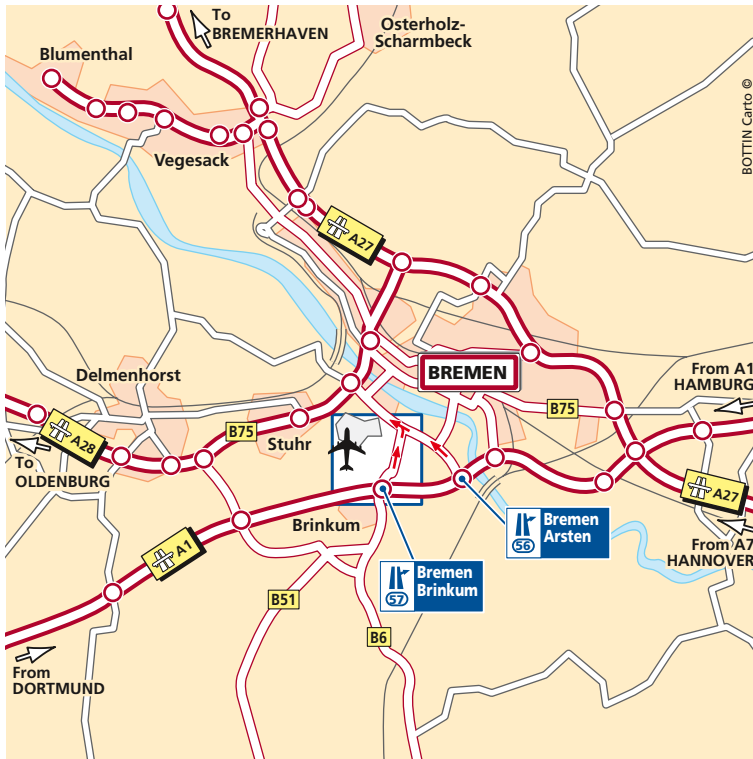 To
BREMERHAVEN
Osterholz-
Scharmbeck
Blumenthal
BOTTIN Carto ©
Vegesack
A27
BREMEN
From A1
HAMBURG
Delmenhorst
B75
B75
A28
Stuhr
To
OLDENBURG
A27
Brinkum
56
Bremen
Arsten
From A7
HANNOVER
A1
57
Bremen
Brinkum
B51
B6
From
DORTMUND